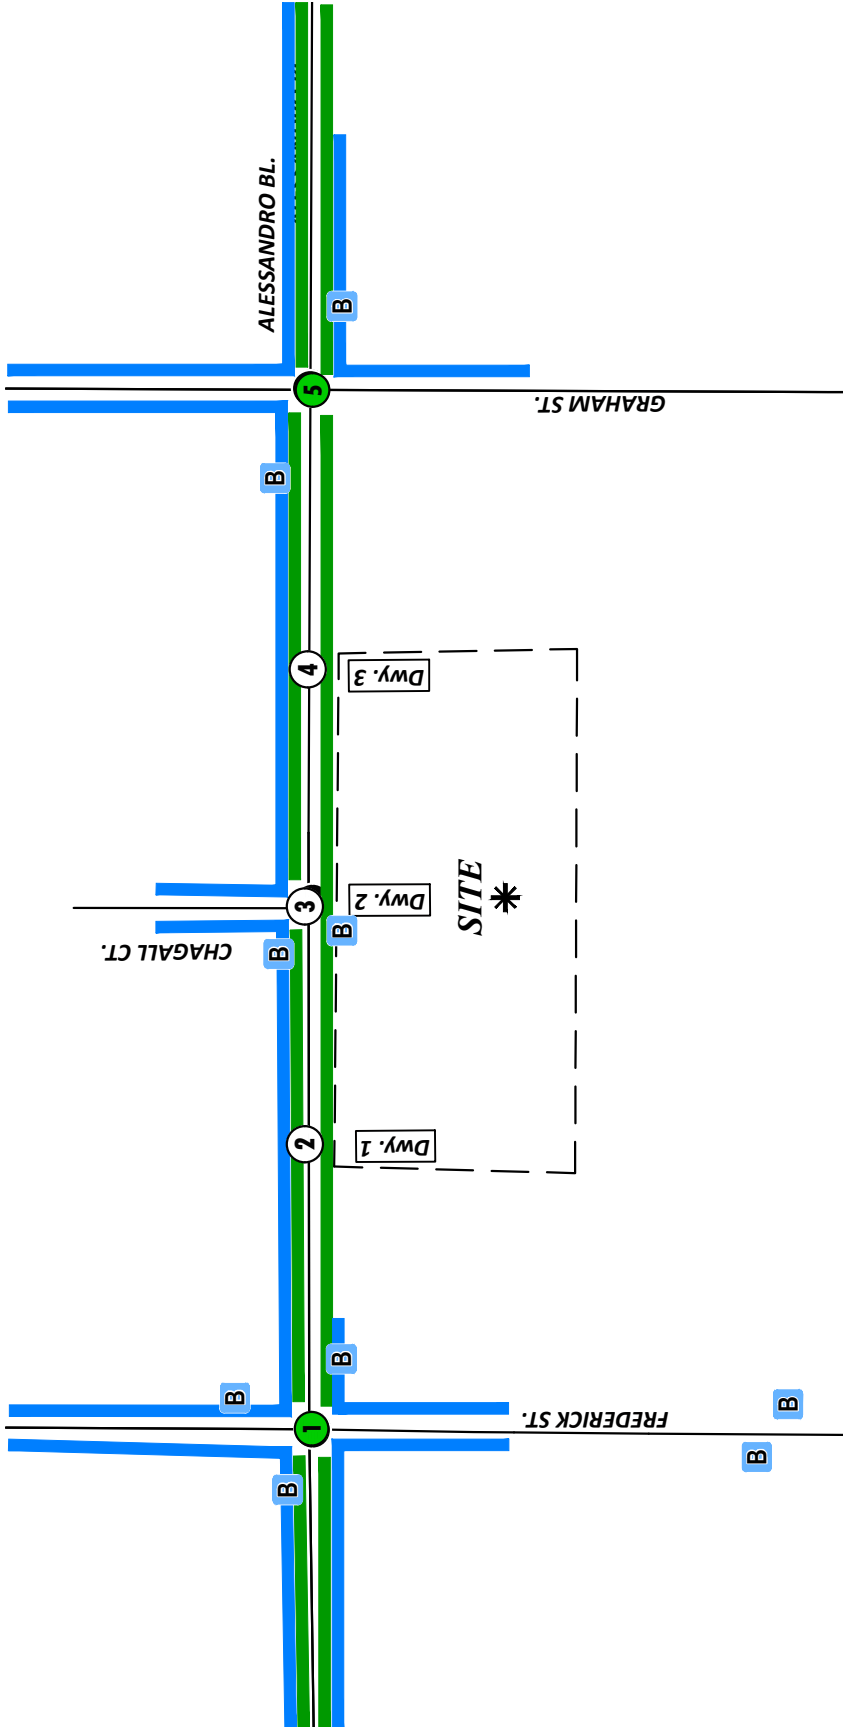 CHAGALL CT.
B
ALESSANDRO BL.
B
B
B
1
2
3
4
5
B
B
B
Dwy. 1
Dwy. 2
Dwy. 3
SITE
FREDERICK ST.
GRAHAM ST.
B
B